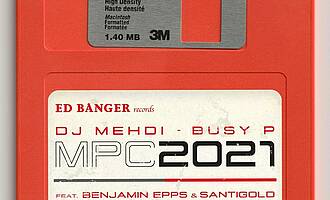 High Density
Haute densité
Macintosh
Formatted
Formatée
1.40 MB 3M
ED BANGER records
DJ MEHDI - BUSY P
MPC2021
FEAT. BENJAMIN EPPS & SANTIGOLD